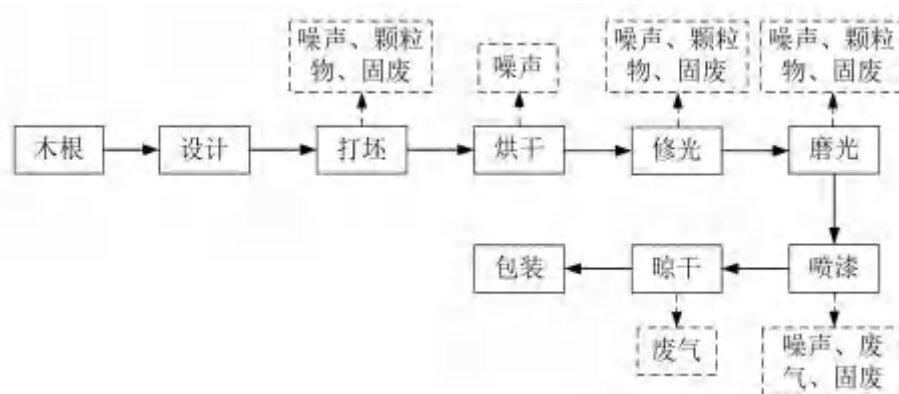 噪声、颗粒
物、固废
噪声
噪声、颗粒
物、固废
噪声、颗粒
物、固废
木根
设计
打坯
烘干
修光
磨光
包装
晾干
喷漆
废气
噪声、废
气、固废